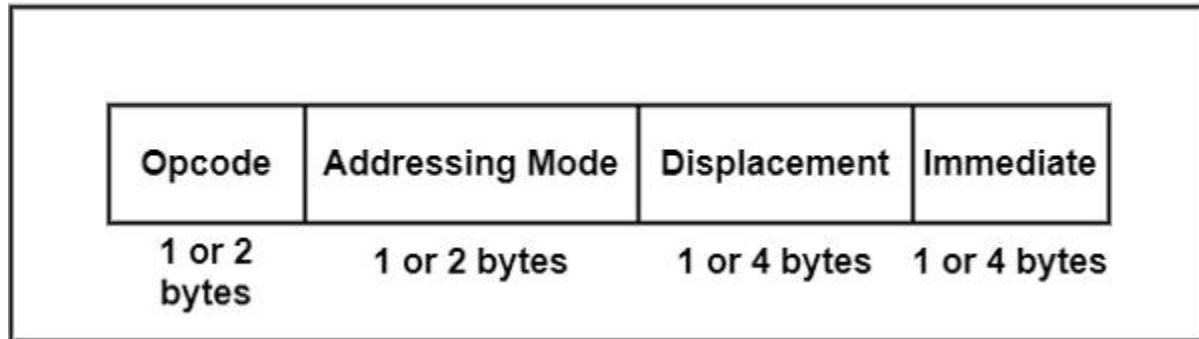 Opcode Addressing Mode Displacement Immediate
1 or 2 bytes 1 or 2 bytes 1 or 4 bytes 1 or 4 bytes